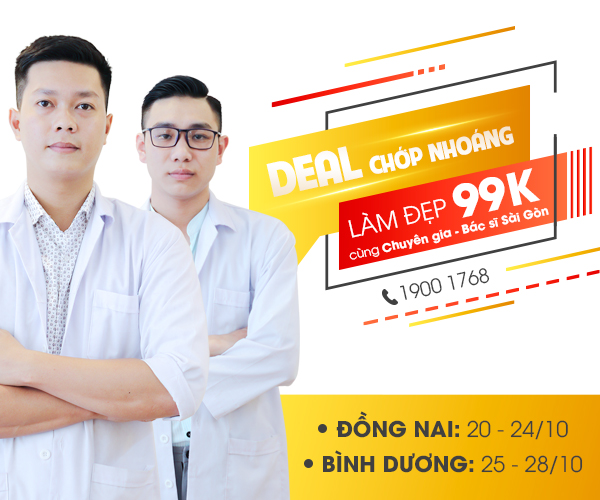 DEAL CHỚP NHOÁNG
LÀM ĐẸP 99K
cùng Chuyên gia - Bác sĩ Sài Gòn
1900 1768
• ĐỒNG NAI: 20 - 24/10
• BÌNH DƯƠNG: 25 - 28/10